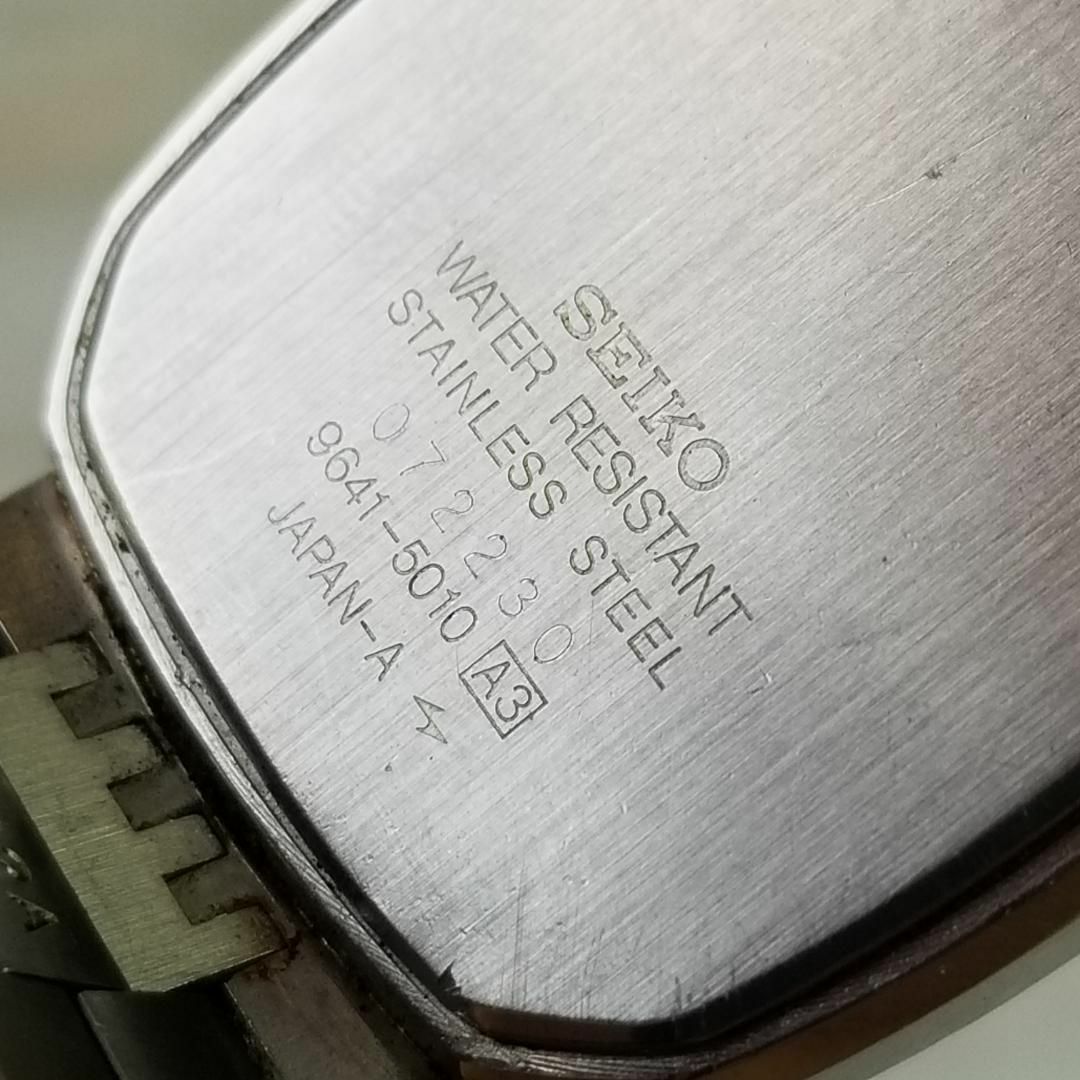 SEIKO
WATER RESISTANT
STAINLESS STEEL
072230
9641-5010 A3
JAPAN-A